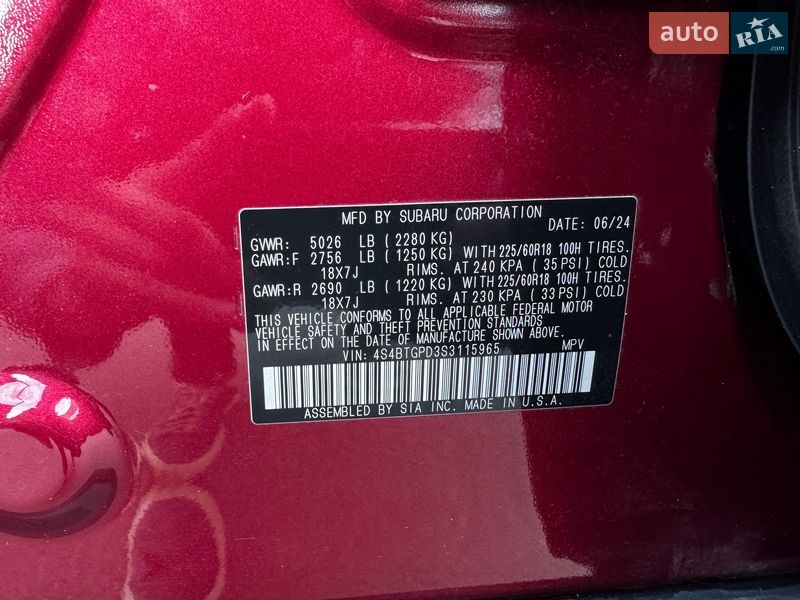 auto RIA.com
MFD BY SUBARU CORPORATION DATE: 06/24
GVWR: 5026 LB ( 2280 KG)
GAWR:F 2756 LB ( 1250 KG) WITH 225/60R18 100H TIRES.
18X7J RIMS. AT 240 KPA ( 35 PSI) COLD
GAWR:R 2690 LB ( 1220 KG) WITH 225/60R18 100H TIRES.
18X7J RIMS. AT 230 KPA ( 33 PSI) COLD
THIS VEHICLE CONFORMS TO ALL APPLICABLE FEDERAL MOTOR
VEHICLE SAFETY AND THEFT PREVENTION STANDARDS
IN EFFECT ON THE DATE OF MANUFACTURE SHOWN ABOVE.
VIN: 4S4BTGPD3S3115965 MPV
ASSEMBLED BY SIA INC. MADE IN U.S.A.